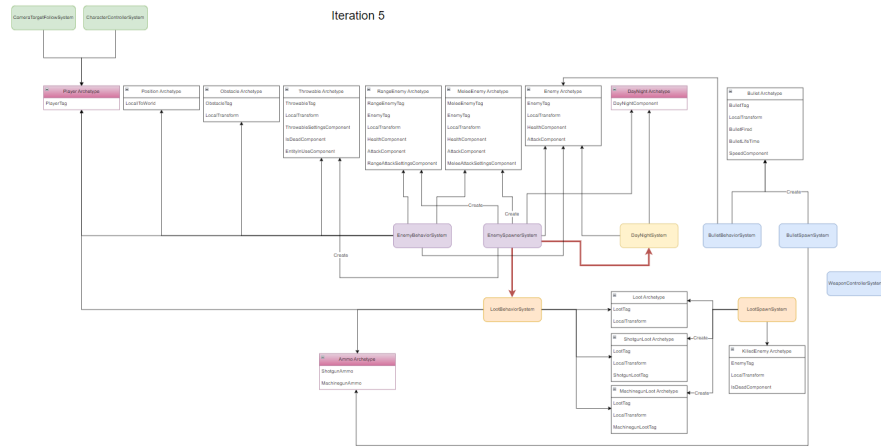 Iteration 5
CameraTargetFollowSystem
CharacterControllerSystem
Player Archetype
PlayerTag
Position Archetype
LocalToWorld
Obstacle Archetype
ObstacleTag
LocalTransform
Throwable Archetype
ThrowableTag
LocalTransform
ThrowableSettingsComponent
IsDeadComponent
EntityInUseComponent
RangeEnemy Archetype
RangeEnemyTag
EnemyTag
LocalTransform
HealthComponent
AttackComponent
RangeAttackSettingsComponent
MeleeEnemy Archetype
MeleeEnemyTag
EnemyTag
LocalTransform
HealthComponent
AttackComponent
MeleeAttackSettingsComponent
Enemy Archetype
EnemyTag
LocalTransform
HealthComponent
AttackComponent
DayNight Archetype
DayNightComponent
Bullet Archetype
BulletTag
LocalTransform
BulletFired
BulletLifeTime
SpeedComponent
Create
Create
Create
Create
EnemyBehaviorSystem
EnemySpawnerSystem
DayNightSystem
BulletBehaviorSystem
BulletSpawnSystem
WeaponControllerSystem
LootBehaviorSystem
Loot Archetype
LootTag
LocalTransform
LootSpawnSystem
ShotgunLoot Archetype
LootTag
LocalTransform
ShotgunLootTag
Create
KilledEnemy Archetype
EnemyTag
LocalTransform
IsDeadComponent
Ammo Archetype
ShotgunAmmo
MachinegunAmmo
MachinegunLoot Archetype
LootTag
LocalTransform
MachinegunLootTag
Create